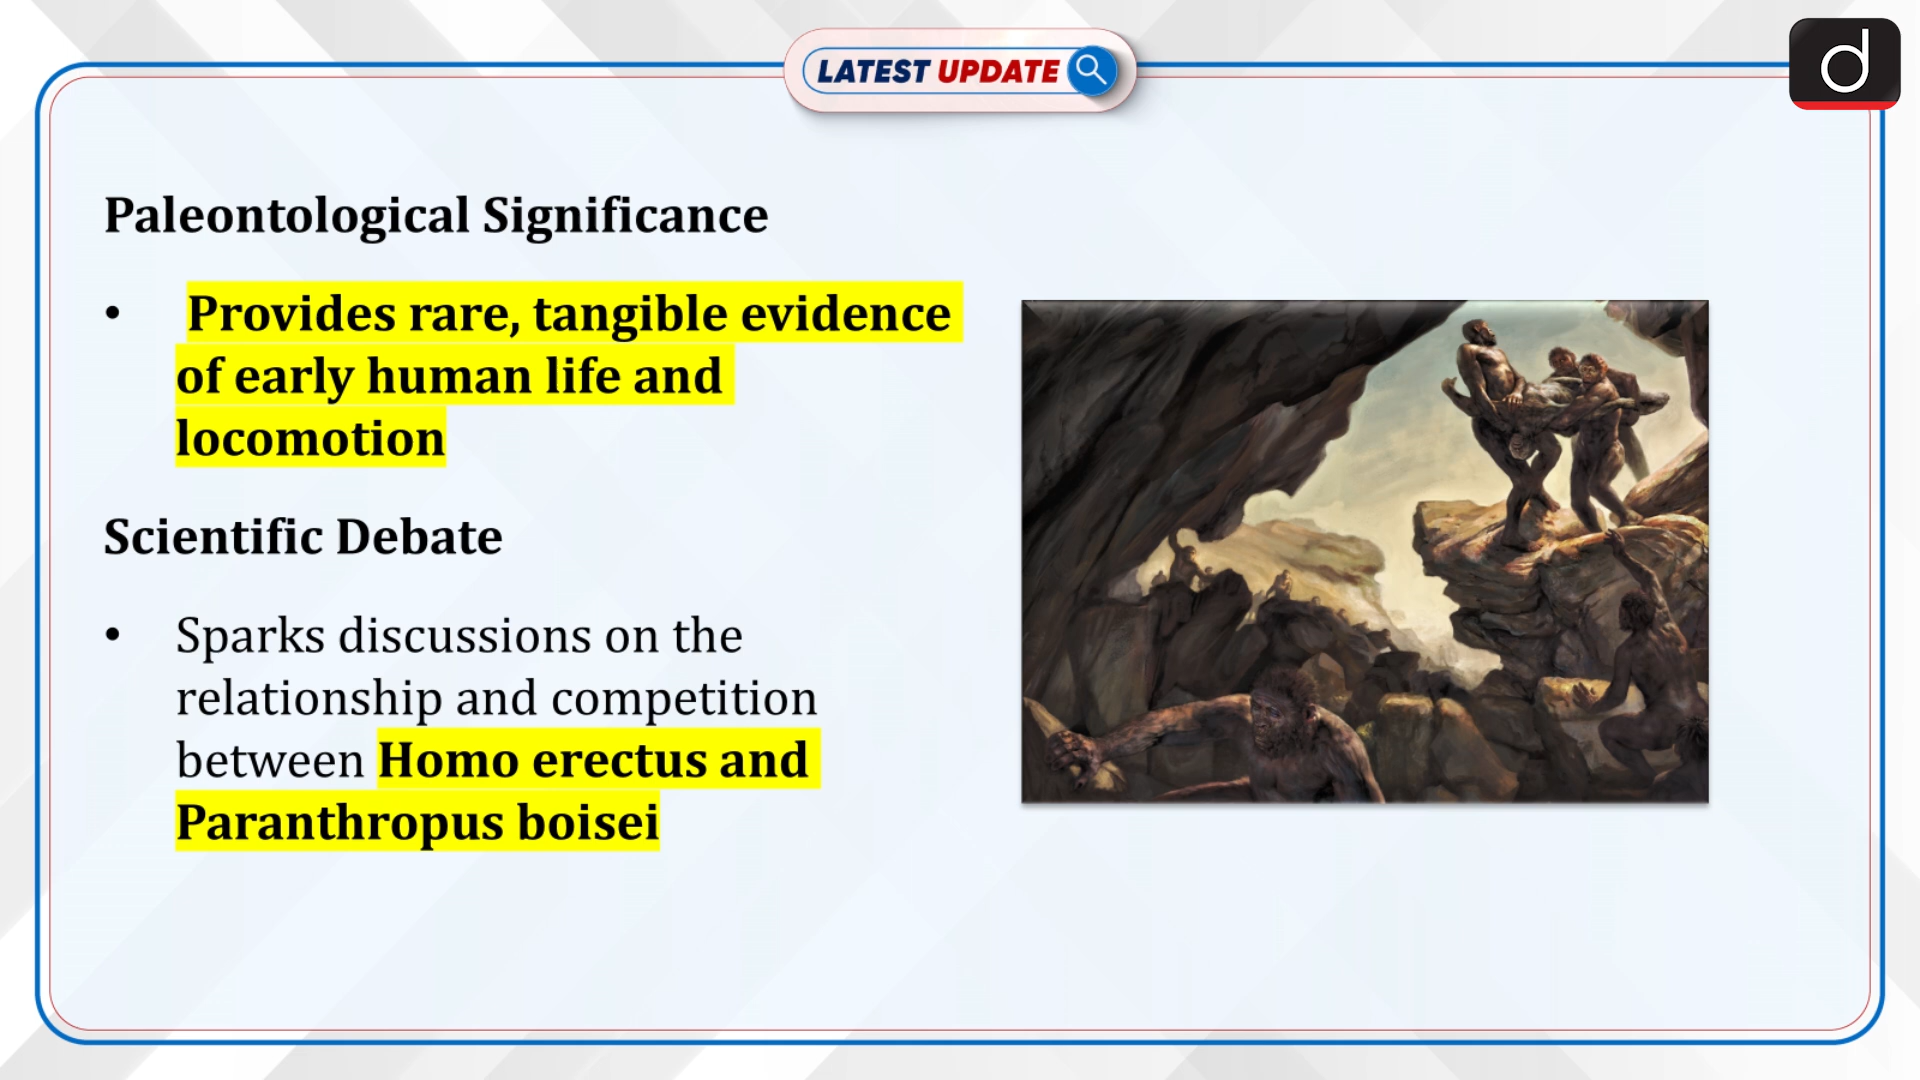 LATEST UPDATE
d
Paleontological Significance
• Provides rare, tangible evidence
of early human life and
locomotion
Scientific Debate
• Sparks discussions on the
relationship and competition
between Homo erectus and
Paranthropus boisei